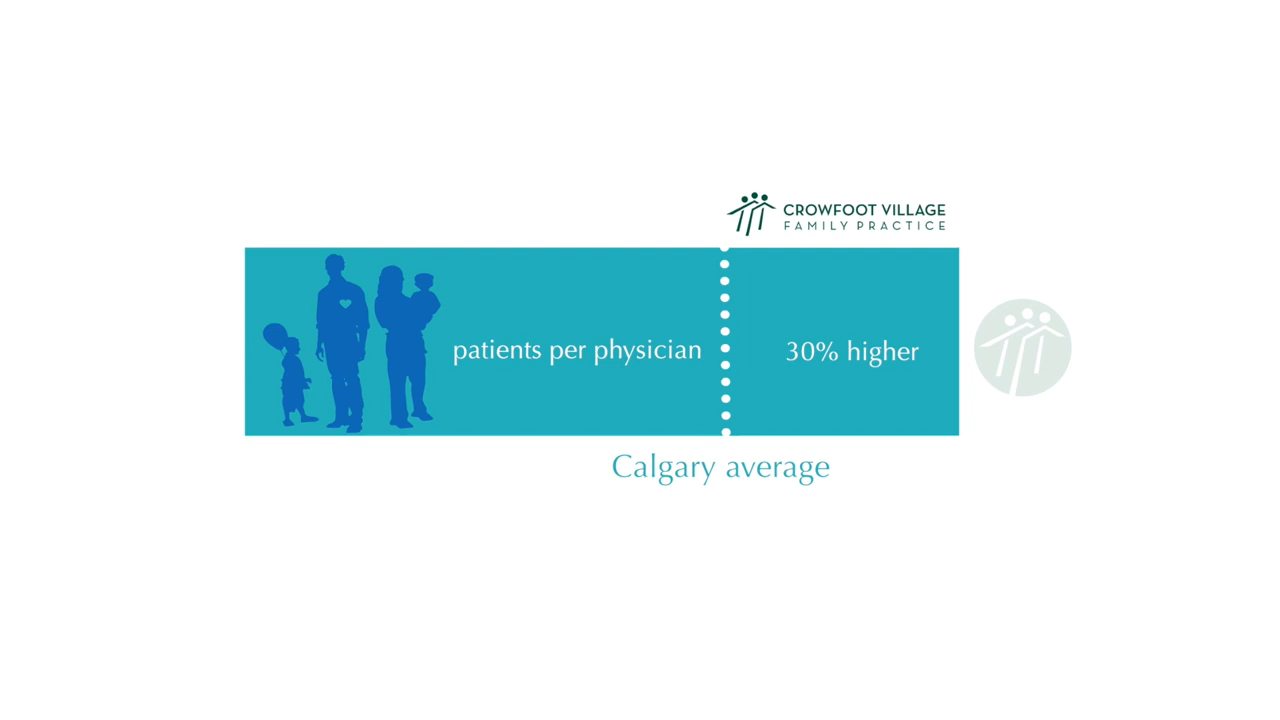 CROWFOOT VILLAGE
FAMILY PRACTICE
patients per physician
30% higher
Calgary average